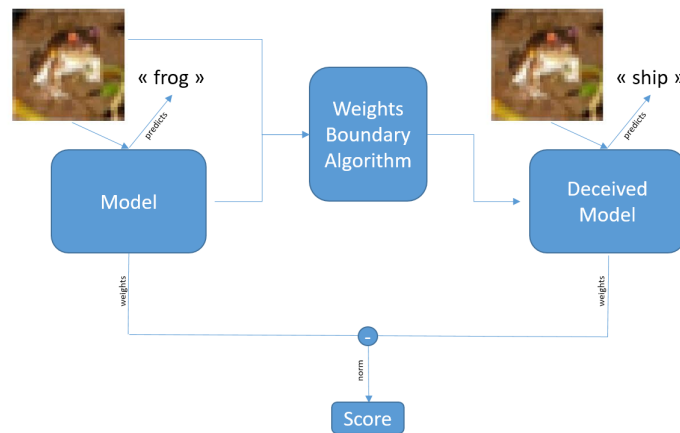 « frog »
« ship »
predicts
predicts
Weights
Boundary
Algorithm
Model
Deceived
Model
weights
weights
-
norm
Score